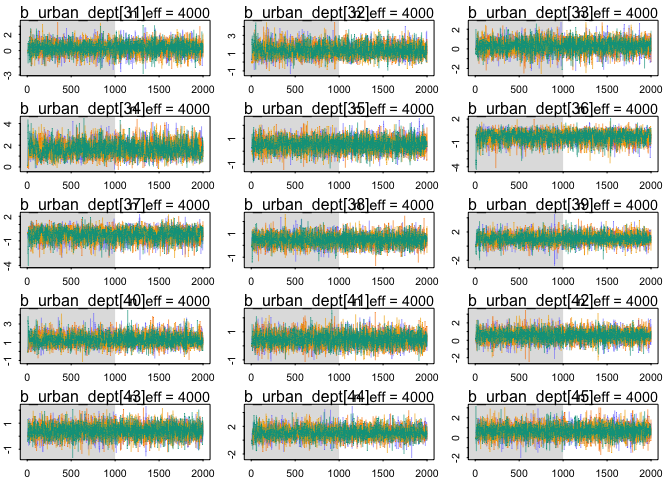 b_urban_dept[31] n_eff = 4000 b_urban_dept[32] n_eff = 4000 b_urban_dept[33] n_eff = 4000
-3 0 2
-1 1 3
-2 0 2
0 500 1000 1500 2000 0 500 1000 1500 2000 0 500 1000 1500 2000
b_urban_dept[34] n_eff = 4000 b_urban_dept[35] n_eff = 4000 b_urban_dept[36] n_eff = 4000
0 2 4
-1 1
-4 -1 2
0 500 1000 1500 2000 0 500 1000 1500 2000 0 500 1000 1500 2000
b_urban_dept[37] n_eff = 4000 b_urban_dept[38] n_eff = 4000 b_urban_dept[39] n_eff = 4000
-4 -1 2
-1 1
-2 2
0 500 1000 1500 2000 0 500 1000 1500 2000 0 500 1000 1500 2000
b_urban_dept[40] n_eff = 4000 b_urban_dept[41] n_eff = 4000 b_urban_dept[42] n_eff = 4000
-1 1 3
-1 1
-2 0 2
0 500 1000 1500 2000 0 500 1000 1500 2000 0 500 1000 1500 2000
b_urban_dept[43] n_eff = 4000 b_urban_dept[44] n_eff = 4000 b_urban_dept[45] n_eff = 4000
-1 1
-2 2
-2 0 2
0 500 1000 1500 2000 0 500 1000 1500 2000 0 500 1000 1500 2000